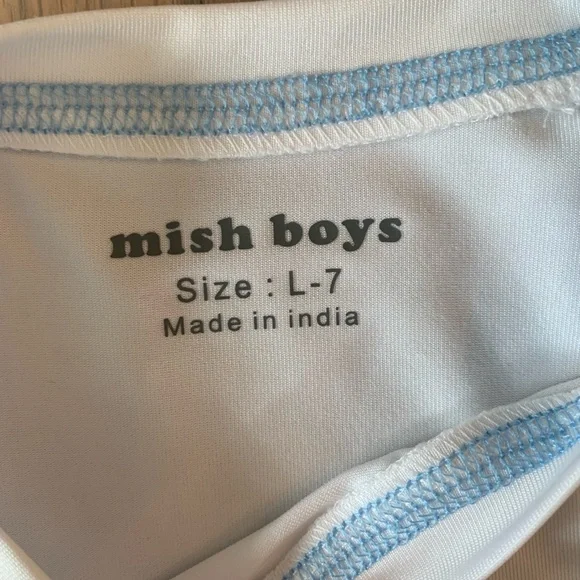 mish boys
Size : L-7
Made in india